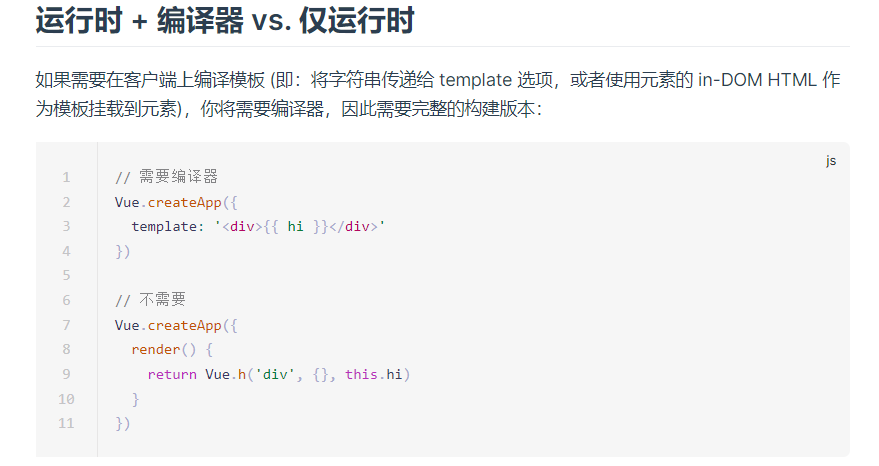 运行时 + 编译器 vs. 仅运行时
如果需要在客户端上编译模板 (即：将字符串传递给 template 选项，或者使用元素的 in-DOM HTML 作
为模板挂载到元素)，你将需要编译器，因此需要完整的构建版本：
js
1 // 需要编译器
2 Vue.createApp({
3   template: '<div>{{ hi }}</div>'
4 })
5
6 // 不需要
7 Vue.createApp({
8   render() {
9     return Vue.h('div', {}, this.hi)
10   }
11 })